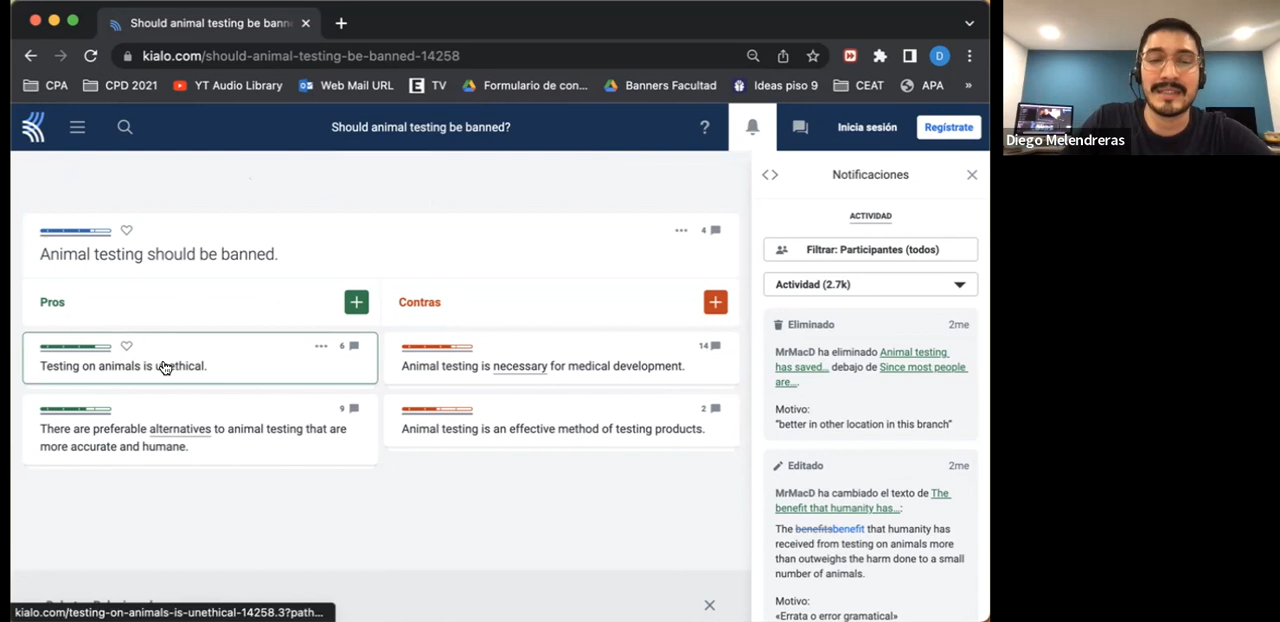 Should animal testing be bann
kialo.com/should-animal-testing-be-banned-14258
D
CPA
CPD 2021
YT Audio Library
Web Mail URL
E
TV
Formulario de con...
Banners Facultad
Ideas piso 9
CEAT
APA
»
Should animal testing be banned?
?
Inicia sesión
Regístrate
4
Animal testing should be banned.
Pros
Contras
6
Testing on animals is unethical.
14
Animal testing is necessary for medical development.
9
There are preferable alternatives to animal testing that are
more accurate and humane.
2
Animal testing is an effective method of testing products.
kialo.com/testing-on-animals-is-unethical-14258.3?path...
Notificaciones
ACTIVIDAD
Filtrar: Participantes (todos)
Actividad (2.7k)
Eliminado
2me
MrMacD ha eliminado Animal testing
has saved... debajo de Since most people
are...
Motivo:
"better in other location in this branch"
Editado
2me
MrMacD ha cambiado el texto de The
benefit that humanity has...:
The benefitsbenefit that humanity has
received from testing on animals more
than outweighs the harm done to a small
number of animals.
Motivo:
«Errata o error gramatical»
Diego Melendreras